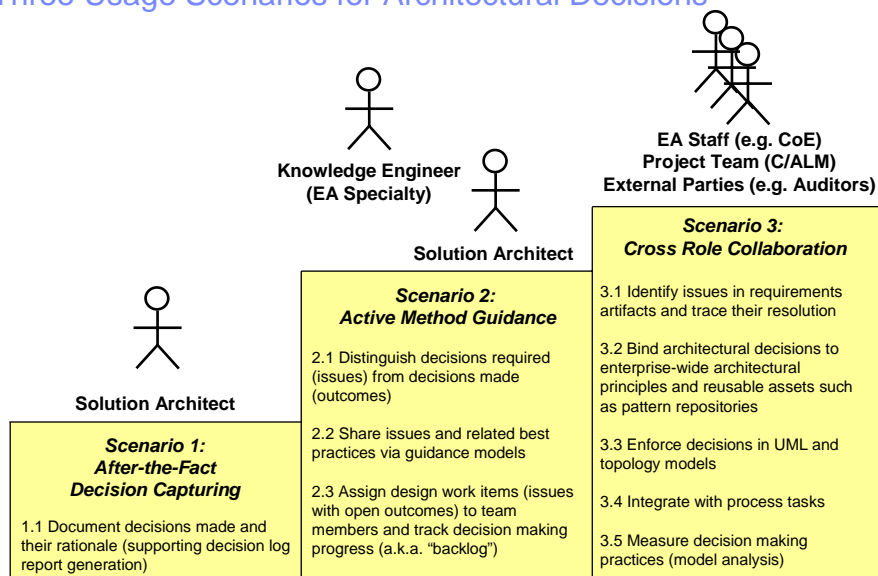 Three Usage Scenarios for Architectural Decisions
Knowledge Engineer
(EA Specialty)
Solution Architect
EA Staff (e.g. CoE)
Project Team (C/ALM)
External Parties (e.g. Auditors)
Solution Architect
Scenario 1:
After-the-Fact
Decision Capturing
1.1 Document decisions made and
their rationale (supporting decision log
report generation)
Scenario 2:
Active Method Guidance
2.1 Distinguish decisions required
(issues) from decisions made
(outcomes)
2.2 Share issues and related best
practices via guidance models
2.3 Assign design work items (issues
with open outcomes) to team
members and track decision making
progress (a.k.a. “backlog”)
Scenario 3:
Cross Role Collaboration
3.1 Identify issues in requirements
artifacts and trace their resolution
3.2 Bind architectural decisions to
enterprise-wide architectural
principles and reusable assets such
as pattern repositories
3.3 Enforce decisions in UML and
topology models
3.4 Integrate with process tasks
3.5 Measure decision making
practices (model analysis)